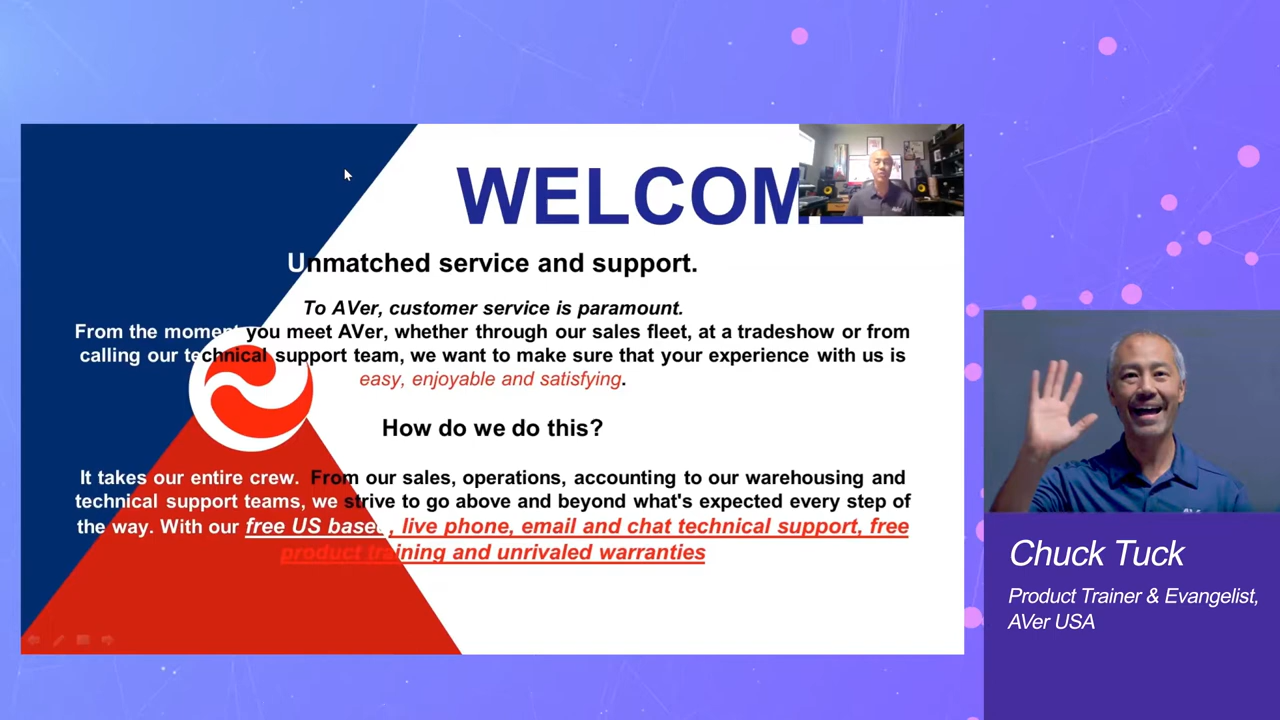 WELCOME
Unmatched service and support.
To AVer, customer service is paramount.
From the moment you meet AVer, whether through our sales fleet, at a tradeshow or from
calling our technical support team, we want to make sure that your experience with us is
easy, enjoyable and satisfying.
How do we do this?
It takes our entire crew. From our sales, operations, accounting to our warehousing and
technical support teams, we strive to go above and beyond what's expected every step of
the way. With our free US based, live phone, email and chat technical support, free
product training and unrivaled warranties
Chuck Tuck
Product Trainer & Evangelist,
AVer USA